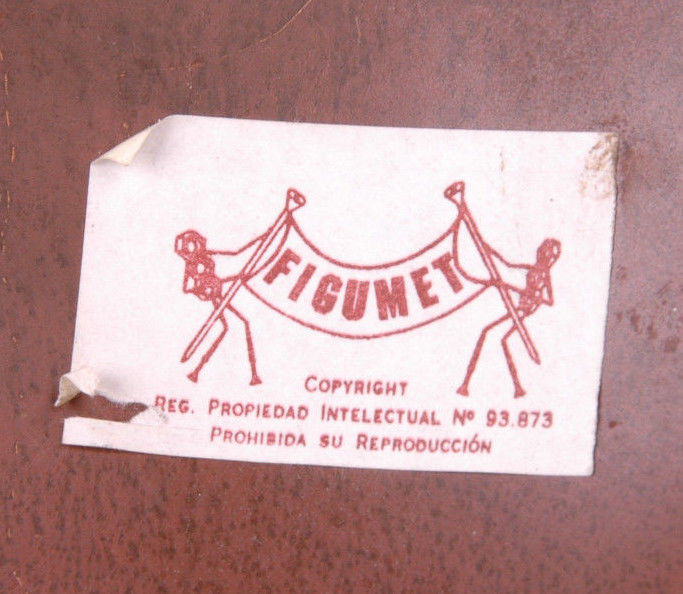 FIGUMET
COPYRIGHT
REG. PROPIEDAD INTELECTUAL Nº 93.873
PROHIBIDA SU REPRODUCCIÓN